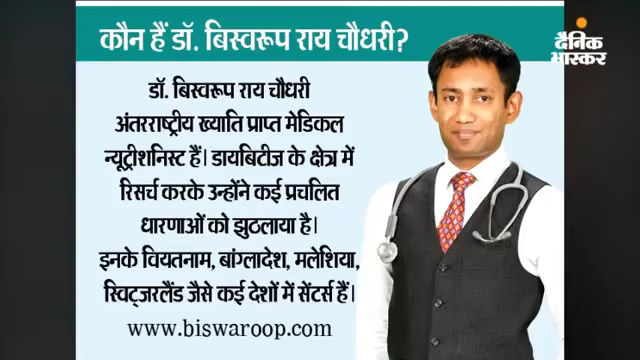 कौन हैं डॉ. बिस्वरूप राय चौधरी?
दैनिक
भास्कर
डॉ. बिस्वरूप राय चौधरी
अंतरराष्ट्रीय ख्याति प्राप्त मेडिकल
न्यूट्रीशनिस्ट हैं। डायबिटीज के क्षेत्र में
रिसर्च करके उन्होंने कई प्रचलित
धारणाओं को झुठलाया है।
इनके वियतनाम, बांग्लादेश, मलेशिया,
स्विट्जरलैंड जैसे कई देशों में सेंटर्स हैं।
www.biswaroop.com